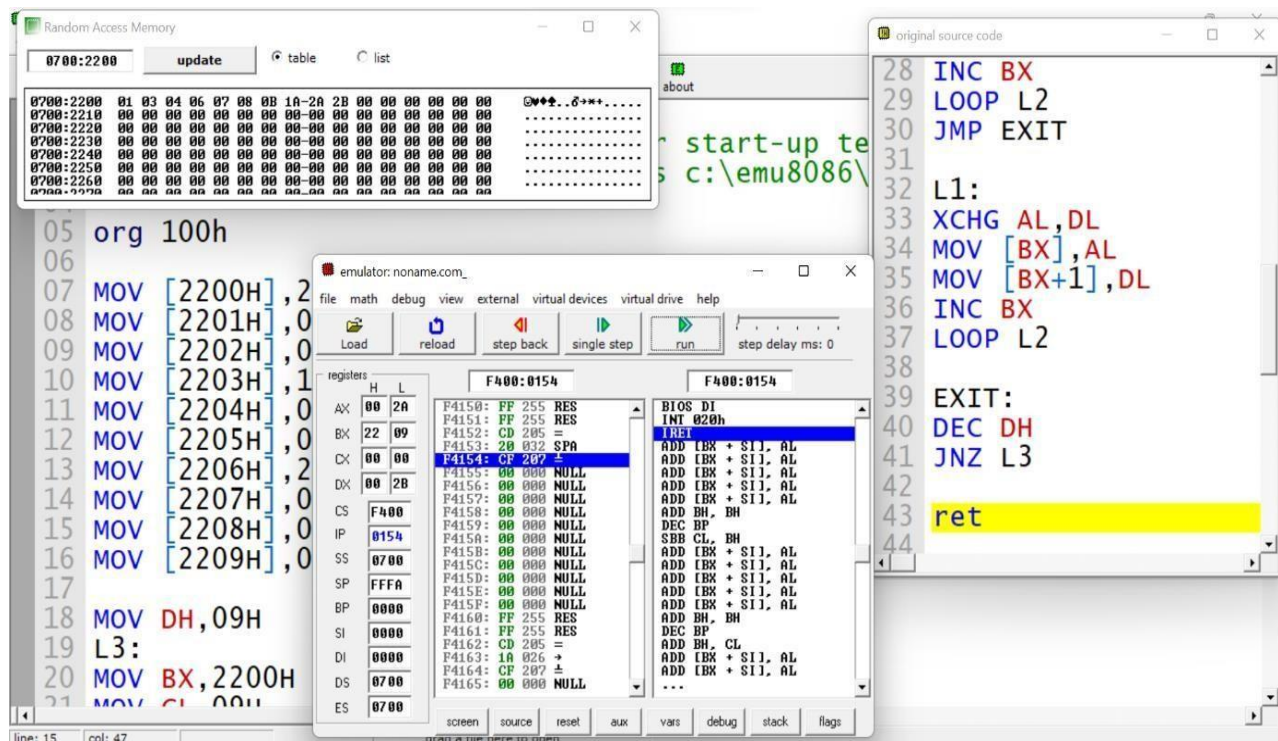 Random Access Memory
0700:2200 update table list
0700:2200 01 03 04 06 07 08 0B 1A-2A 2B 00 00 00 00 00 00 ☺♥♦♠..♂→*+......
0700:2210 00 00 00 00 00 00 00 00-00 00 00 00 00 00 00 00 ................
0700:2220 00 00 00 00 00 00 00 00-00 00 00 00 00 00 00 00 ................
0700:2230 00 00 00 00 00 00 00 00-00 00 00 00 00 00 00 00 ................
0700:2240 00 00 00 00 00 00 00 00-00 00 00 00 00 00 00 00 ................
0700:2250 00 00 00 00 00 00 00 00-00 00 00 00 00 00 00 00 ................
0700:2260 00 00 00 00 00 00 00 00-00 00 00 00 00 00 00 00 ................
about
r start-up te
s c:\emu8086\
05 org 100h
06
07 MOV [2200H],2
08 MOV [2201H],0
09 MOV [2202H],0
10 MOV [2203H],1
11 MOV [2204H],0
12 MOV [2205H],0
13 MOV [2206H],2
14 MOV [2207H],0
15 MOV [2208H],0
16 MOV [2209H],0
17
18 MOV DH,09H
19 L3:
20 MOV BX,2200H
21 MOV CL,09H
line: 15 col: 47 drag a file here to open
emulator: noname.com_
file math debug view external virtual devices virtual drive help
Load reload step back single step run step delay ms: 0
registers
H L
AX 00 2A
BX 22 09
CX 00 00
DX 00 2B
CS F400
IP 0154
SS 0700
SP FFFA
BP 0000
SI 0000
DI 0000
DS 0700
ES 0700
F400:0154
F4150: FF 255 RES
F4151: FF 255 RES
F4152: CD 205 =
F4153: 20 032 SPA
F4154: CF 207 ╧
F4155: 00 000 NULL
F4156: 00 000 NULL
F4157: 00 000 NULL
F4158: 00 000 NULL
F4159: 00 000 NULL
F415A: 00 000 NULL
F415B: 00 000 NULL
F415C: 00 000 NULL
F415D: 00 000 NULL
F415E: 00 000 NULL
F415F: 00 000 NULL
F4160: FF 255 RES
F4161: FF 255 RES
F4162: CD 205 =
F4163: 1A 026 →
F4164: CF 207 ╧
F4165: 00 000 NULL
F400:0154
BIOS DI
INT 020h
IRET
ADD [BX + SI], AL
ADD [BX + SI], AL
ADD [BX + SI], AL
ADD [BX + SI], AL
ADD [BX + SI], AL
ADD BH, BH
DEC BP
SBB CL, BH
ADD [BX + SI], AL
ADD [BX + SI], AL
ADD [BX + SI], AL
ADD [BX + SI], AL
ADD [BX + SI], AL
ADD BH, BH
DEC BP
ADD BH, CL
ADD [BX + SI], AL
ADD [BX + SI], AL
...
screen source reset aux vars debug stack flags
original source code
28 INC BX
29 LOOP L2
30 JMP EXIT
31
32 L1:
33 XCHG AL,DL
34 MOV [BX],AL
35 MOV [BX+1],DL
36 INC BX
37 LOOP L2
38
39 EXIT:
40 DEC DH
41 JNZ L3
42
43 ret
44